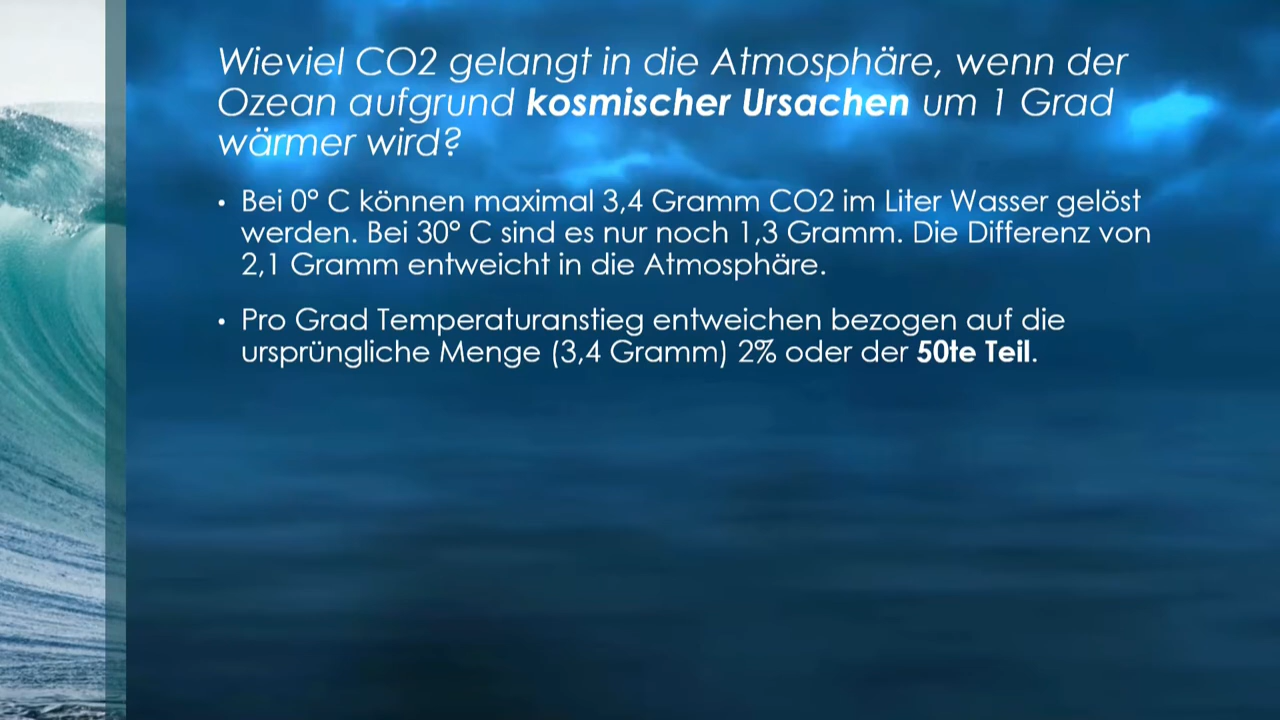 Wieviel CO2 gelangt in die Atmosphäre, wenn der
Ozean aufgrund kosmischer Ursachen um 1 Grad
wärmer wird?
• Bei 0° C können maximal 3,4 Gramm CO2 im Liter Wasser gelöst
werden. Bei 30° C sind es nur noch 1,3 Gramm. Die Differenz von
2,1 Gramm entweicht in die Atmosphäre.
• Pro Grad Temperaturanstieg entweichen bezogen auf die
ursprüngliche Menge (3,4 Gramm) 2% oder der 50te Teil.